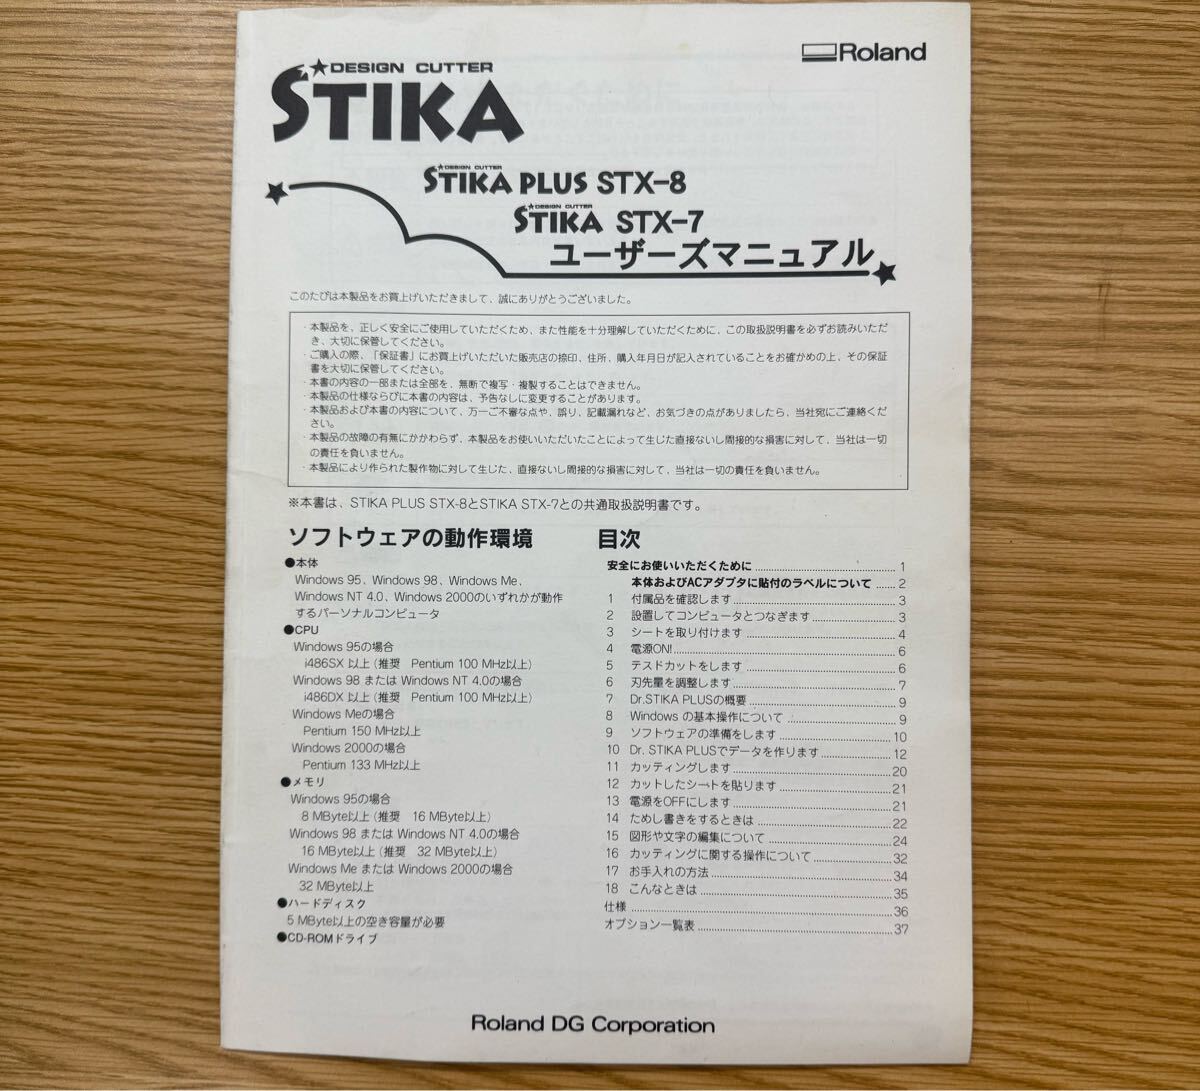 Roland
DESIGN CUTTER
STIKA
DESIGN CUTTER
STIKA PLUS STX-8
DESIGN CUTTER
STIKA STX-7
ユーザーズマニュアル
このたびは本製品をお買上げいただきまして、誠にありがとうございました。
・本製品を、正しく安全にご使用していただくため、また性能を十分理解していただくために、この取扱説明書を必ずお読みいただ
き、大切に保管してください。
・ご購入の際、「保証書」にお買上げいただいた販売店の捺印、住所、購入年月日が記入されていることをお確かめの上、その保証
書を大切に保管してください。
・本書の内容の一部または全部を、無断で複写・複製することはできません。
・本製品の仕様ならびに本書の内容は、予告なしに変更することがあります。
・本製品および本書の内容について、万一ご不審な点や、誤り、記載漏れなど、お気づきの点がありましたら、当社宛にご連絡くだ
さい。
・本製品の故障の有無にかかわらず、本製品をお使いいただいたことによって生じた直接ないし間接的な損害に対して、当社は一切
の責任を負いません。
・本製品により作られた製作物に対して生じた、直接ないし間接的な損害に対して、当社は一切の責任を負いません。
※本書は、STIKA PLUS STX-8とSTIKA STX-7との共通取扱説明書です。
ソフトウェアの動作環境
●本体
Windows 95、Windows 98、Windows Me、
Windows NT 4.0、Windows 2000のいずれかが動作
するパーソナルコンピュータ
●CPU
Windows 95の場合
i486SX 以上（推奨 Pentium 100 MHz以上）
Windows 98 または Windows NT 4.0の場合
i486DX 以上（推奨 Pentium 100 MHz以上）
Windows Meの場合
Pentium 150 MHz以上
Windows 2000の場合
Pentium 133 MHz以上
●メモリ
Windows 95の場合
8 MByte以上（推奨 16 MByte以上）
Windows 98 または Windows NT 4.0の場合
16 MByte以上（推奨 32 MByte以上）
Windows Me または Windows 2000の場合
32 MByte以上
●ハードディスク
5 MByte以上の空き容量が必要
●CD-ROMドライブ
目次
安全にお使いいただくために 1
本体およびACアダプタに貼付のラベルについて 2
1 付属品を確認します 3
2 設置してコンピュータとつなぎます 3
3 シートを取り付けます 4
4 電源ON! 6
5 テストカットをします 6
6 刃先量を調整します 7
7 Dr.STIKA PLUSの概要 9
8 Windows の基本操作について 9
9 ソフトウェアの準備をします 10
10 Dr. STIKA PLUSでデータを作ります 12
11 カッティングします 20
12 カットしたシートを貼ります 21
13 電源をOFFにします 21
14 ためし書きをするときは 22
15 図形や文字の編集について 24
16 カッティングに関する操作について 32
17 お手入れの方法 34
18 こんなときは 35
仕様 36
オプション一覧表 37
Roland DG Corporation